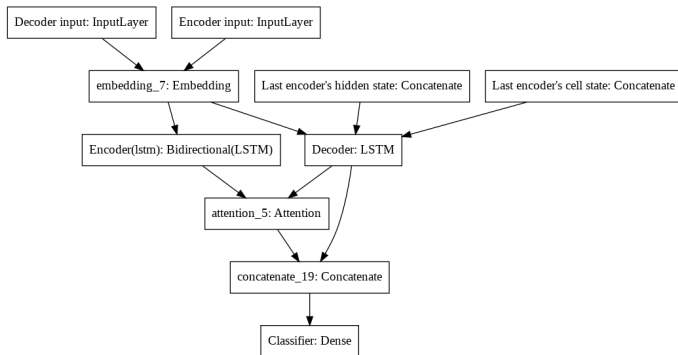 Decoder input: InputLayer
Encoder input: InputLayer
embedding_7: Embedding
Last encoder's hidden state: Concatenate
Last encoder's cell state: Concatenate
Encoder(lstm): Bidirectional(LSTM)
Decoder: LSTM
attention_5: Attention
concatenate_19: Concatenate
Classifier: Dense